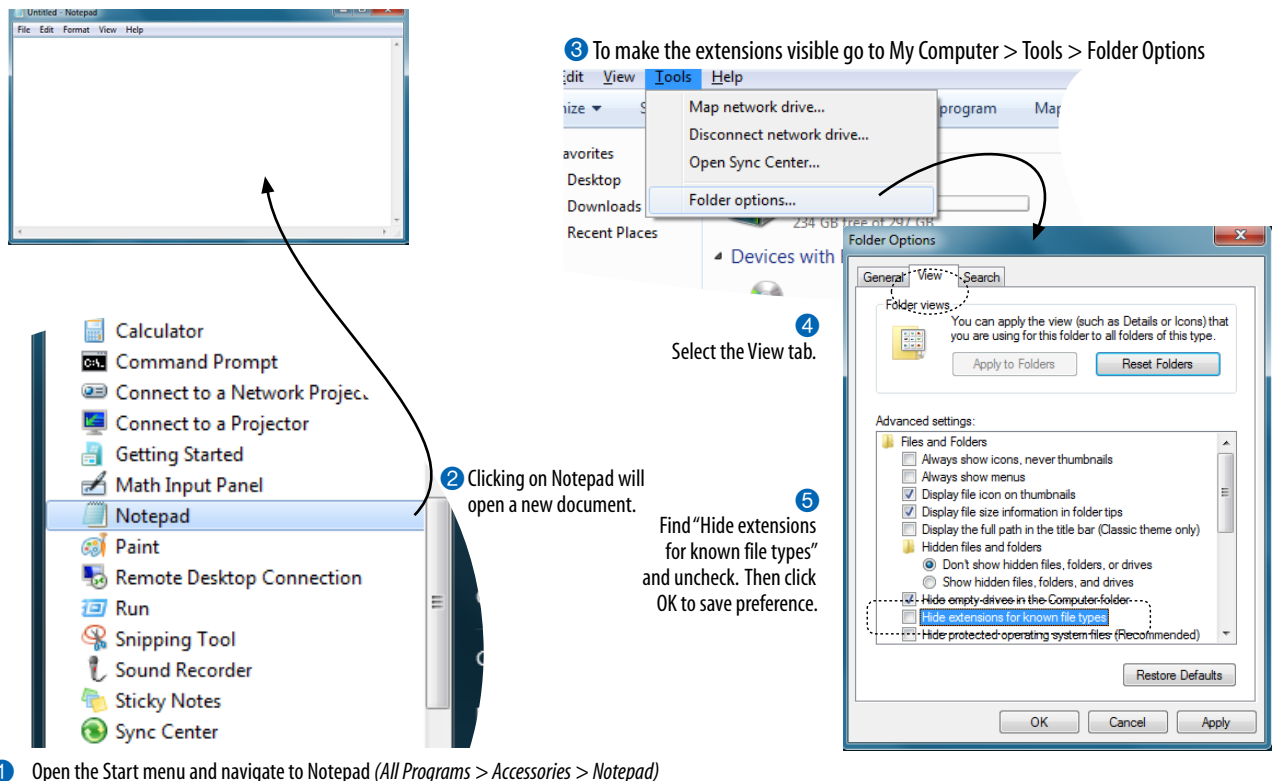 Untitled - Notepad
File Edit Format View Help
3 To make the extensions visible go to My Computer > Tools > Folder Options
Edit View Tools Help
program
Map network drive...
Disconnect network drive...
Open Sync Center...
Folder options...
Desktop
Downloads
Recent Places
234 GB free of 297 GB
Devices with
Folder Options
General View Search
Folder views
You can apply the view (such as Details or Icons) that
you are using for this folder to all folders of this type.
Apply to Folders Reset Folders
4
Select the View tab.
Advanced settings:
Files and Folders
Always show icons, never thumbnails
Always show menus
Display file icon on thumbnails
Display file size information in folder tips
Display the full path in the title bar (Classic theme only)
Hidden files and folders
Don't show hidden files, folders, or drives
Show hidden files, folders, and drives
Hide empty drives in the Computer folder
Hide extensions for known file types
Hide protected operating system files (Recommended)
Restore Defaults
OK Cancel Apply
Calculator
Command Prompt
Connect to a Network Projec
Connect to a Projector
Getting Started
Math Input Panel
Notepad
Paint
Remote Desktop Connection
Run
Snipping Tool
Sound Recorder
Sticky Notes
Sync Center
2 Clicking on Notepad will
open a new document.
5
Find "Hide extensions
for known file types"
and uncheck. Then click
OK to save preference.
1 Open the Start menu and navigate to Notepad (All Programs > Accessories > Notepad)